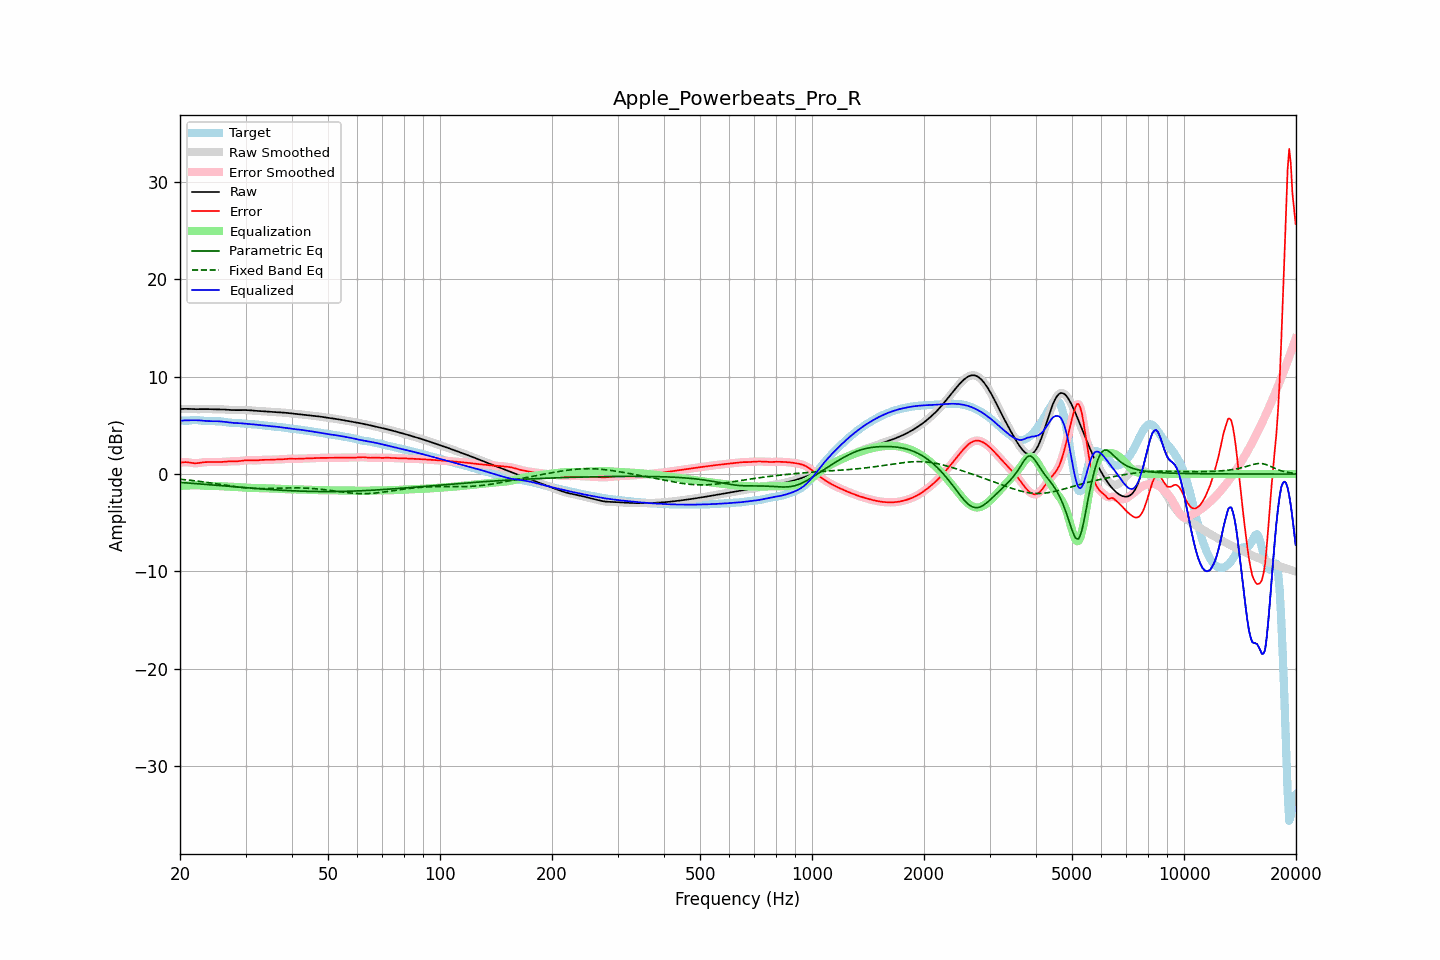 Apple_Powerbeats_Pro_R
Target
Raw Smoothed
Error Smoothed
Raw
Error
Equalization
Parametric Eq
Fixed Band Eq
Equalized
30
20
10
0
−10
−20
−30
Amplitude (dBr)
20 50 100 200 500 1000 2000 5000 10000 20000
Frequency (Hz)